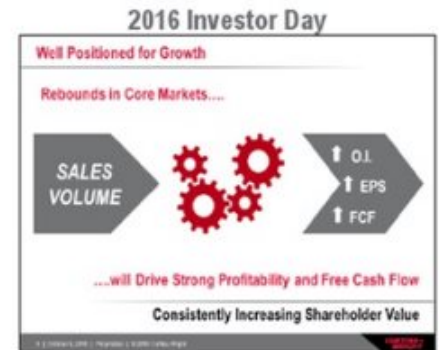 2016 Investor Day
Well Positioned for Growth
Rebounds in Core Markets....
SALES
VOLUME
O.I.
EPS
FCF
....will Drive Strong Profitability and Free Cash Flow
Consistently Increasing Shareholder Value